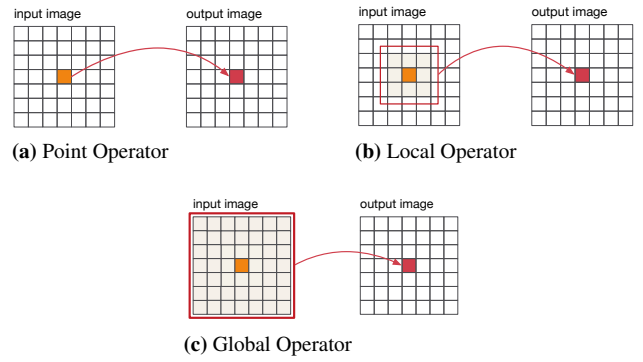 input image
output image
input image
output image
(a) Point Operator
(b) Local Operator
input image
output image
(c) Global Operator